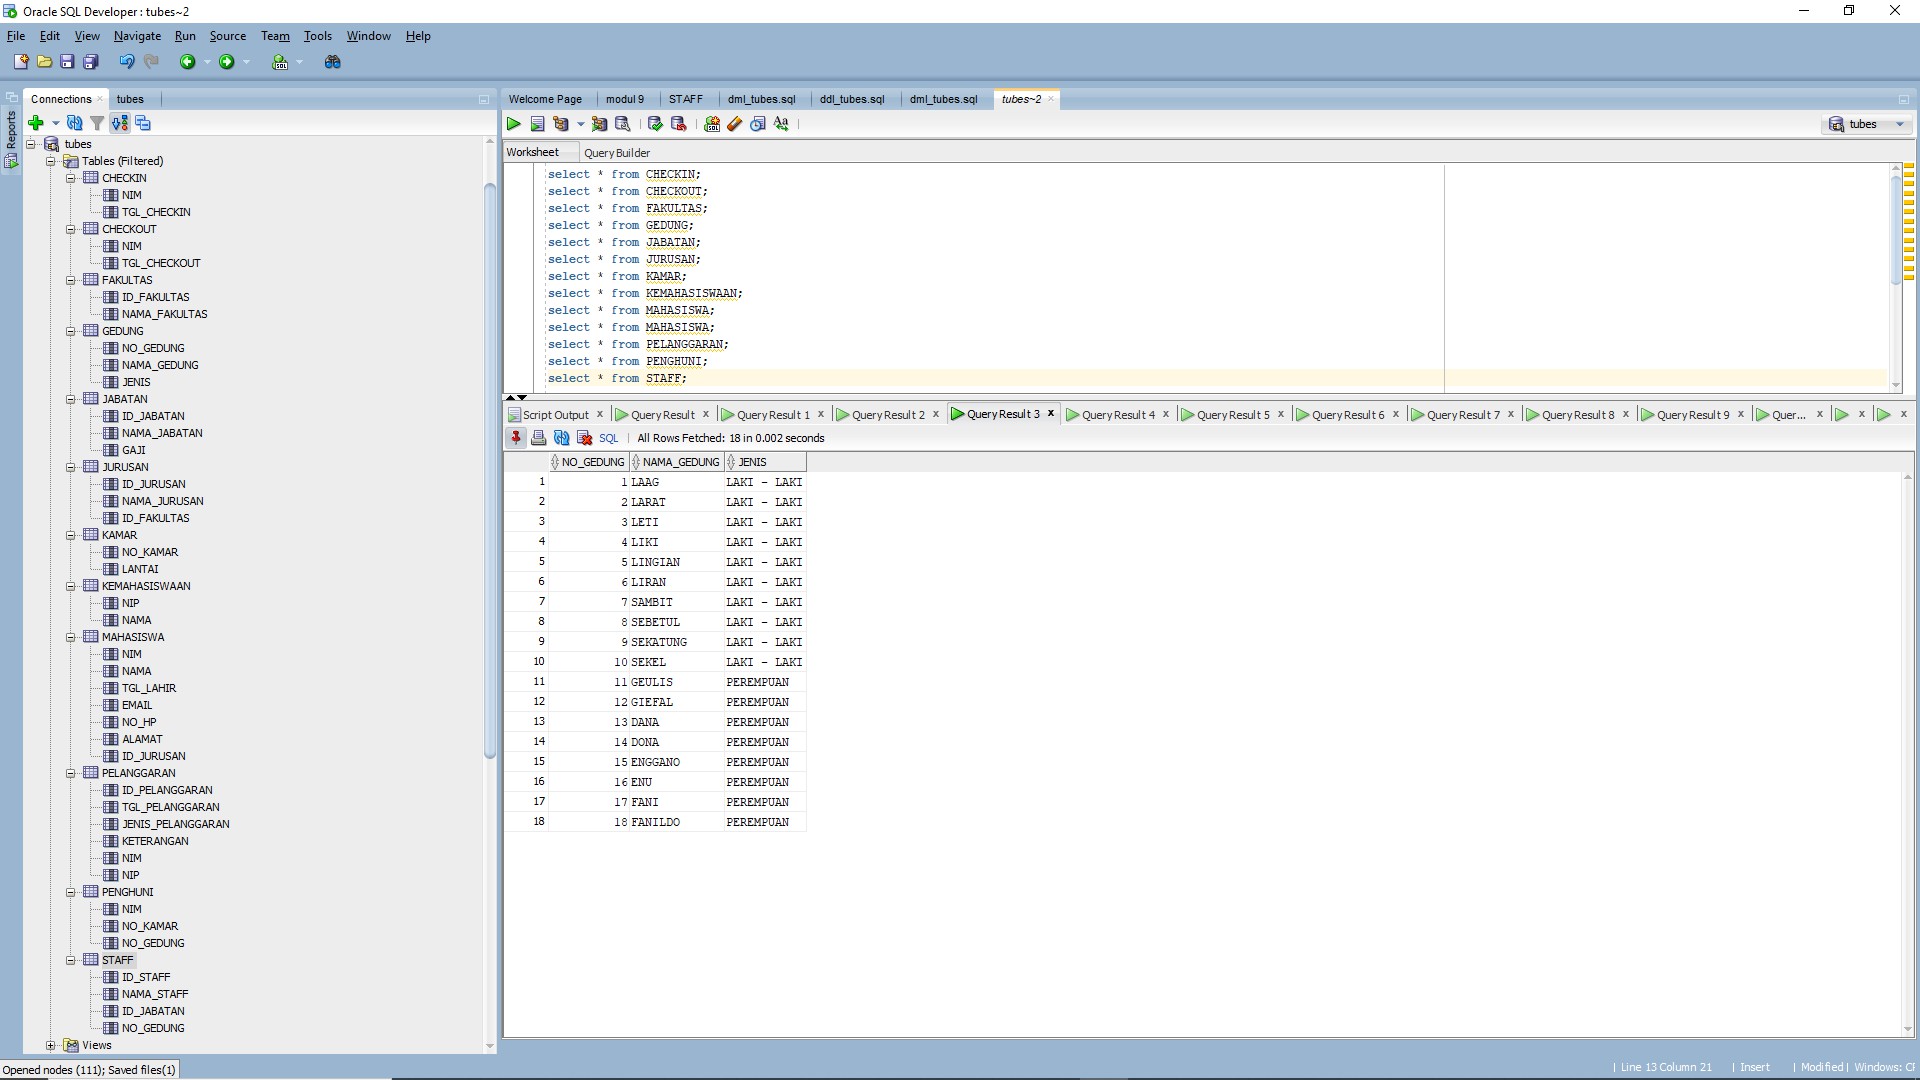 Oracle SQL Developer : tubes~2
File Edit View Navigate Run Source Team Tools Window Help
Reports
Connections
tubes
tubes
Tables (Filtered)
CHECKIN
NIM
TGL_CHECKIN
CHECKOUT
NIM
TGL_CHECKOUT
FAKULTAS
ID_FAKULTAS
NAMA_FAKULTAS
GEDUNG
NO_GEDUNG
NAMA_GEDUNG
JENIS
JABATAN
ID_JABATAN
NAMA_JABATAN
GAJI
JURUSAN
ID_JURUSAN
NAMA_JURUSAN
ID_FAKULTAS
KAMAR
NO_KAMAR
LANTAI
KEMAHASISWAAN
NIP
NAMA
MAHASISWA
NIM
NAMA
TGL_LAHIR
EMAIL
NO_HP
ALAMAT
ID_JURUSAN
PELANGGARAN
ID_PELANGGARAN
TGL_PELANGGARAN
JENIS_PELANGGARAN
KETERANGAN
NIM
NIP
PENGHUNI
NIM
NO_KAMAR
NO_GEDUNG
STAFF
ID_STAFF
NAMA_STAFF
ID_JABATAN
NO_GEDUNG
Views
Welcome Page modul 9 STAFF dml_tubes.sql ddl_tubes.sql dml_tubes.sql tubes~2
tubes
Worksheet Query Builder
select * from CHECKIN;
select * from CHECKOUT;
select * from FAKULTAS;
select * from GEDUNG;
select * from JABATAN;
select * from JURUSAN;
select * from KAMAR;
select * from KEMAHASISWAAN;
select * from MAHASISWA;
select * from MAHASISWA;
select * from PELANGGARAN;
select * from PENGHUNI;
select * from STAFF;
Script Output x Query Result x Query Result 1 x Query Result 2 x Query Result 3 x Query Result 4 x Query Result 5 x Query Result 6 x Query Result 7 x Query Result 8 x Query Result 9 x Quer... x x x
SQL | All Rows Fetched: 18 in 0.002 seconds
NO_GEDUNG NAMA_GEDUNG JENIS
1 1 LAAG LAKI - LAKI
2 2 LARAT LAKI - LAKI
3 3 LETI LAKI - LAKI
4 4 LIKI LAKI - LAKI
5 5 LINGIAN LAKI - LAKI
6 6 LIRAN LAKI - LAKI
7 7 SAMBIT LAKI - LAKI
8 8 SEBETUL LAKI - LAKI
9 9 SEKATUNG LAKI - LAKI
10 10 SEKEL LAKI - LAKI
11 11 GEULIS PEREMPUAN
12 12 GIEFAL PEREMPUAN
13 13 DANA PEREMPUAN
14 14 DONA PEREMPUAN
15 15 ENGGANO PEREMPUAN
16 16 ENU PEREMPUAN
17 17 FANI PEREMPUAN
18 18 FANILDO PEREMPUAN
Opened nodes (111); Saved files(1)
| Line 13 Column 21 | Insert | Modified | Windows: Cr